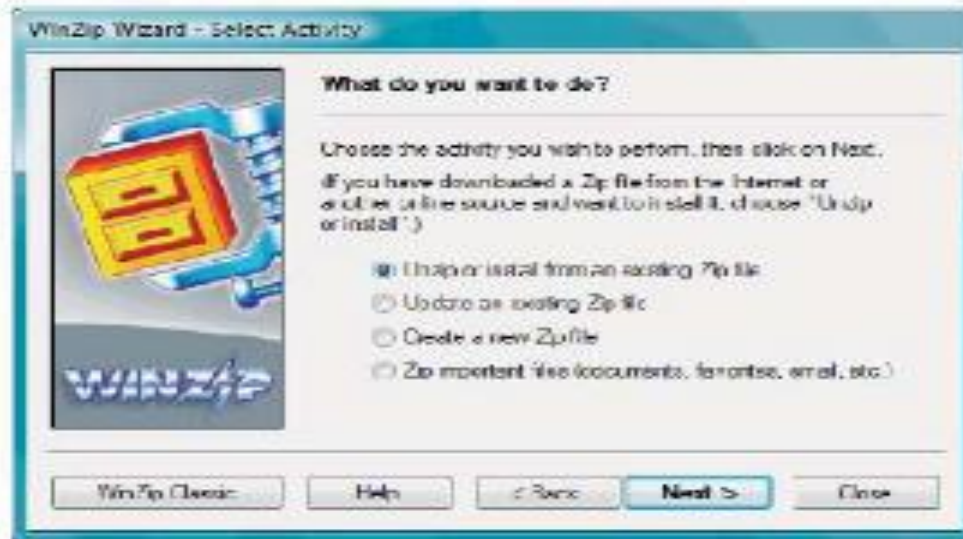 WinZip Wizard - Select Activity
What do you want to do?
Choose the activity you wish to perform, then click on Next.
(If you have downloaded a Zip file from the Internet or
another online source and want to install it, choose "Unzip
or install".)
Unzip or install from an existing Zip file
Update an existing Zip file
Create a new Zip file
Zip important files (documents, favorites, email, etc.)
WINZIP
WinZip Classic
Help
< Back
Next >
Close